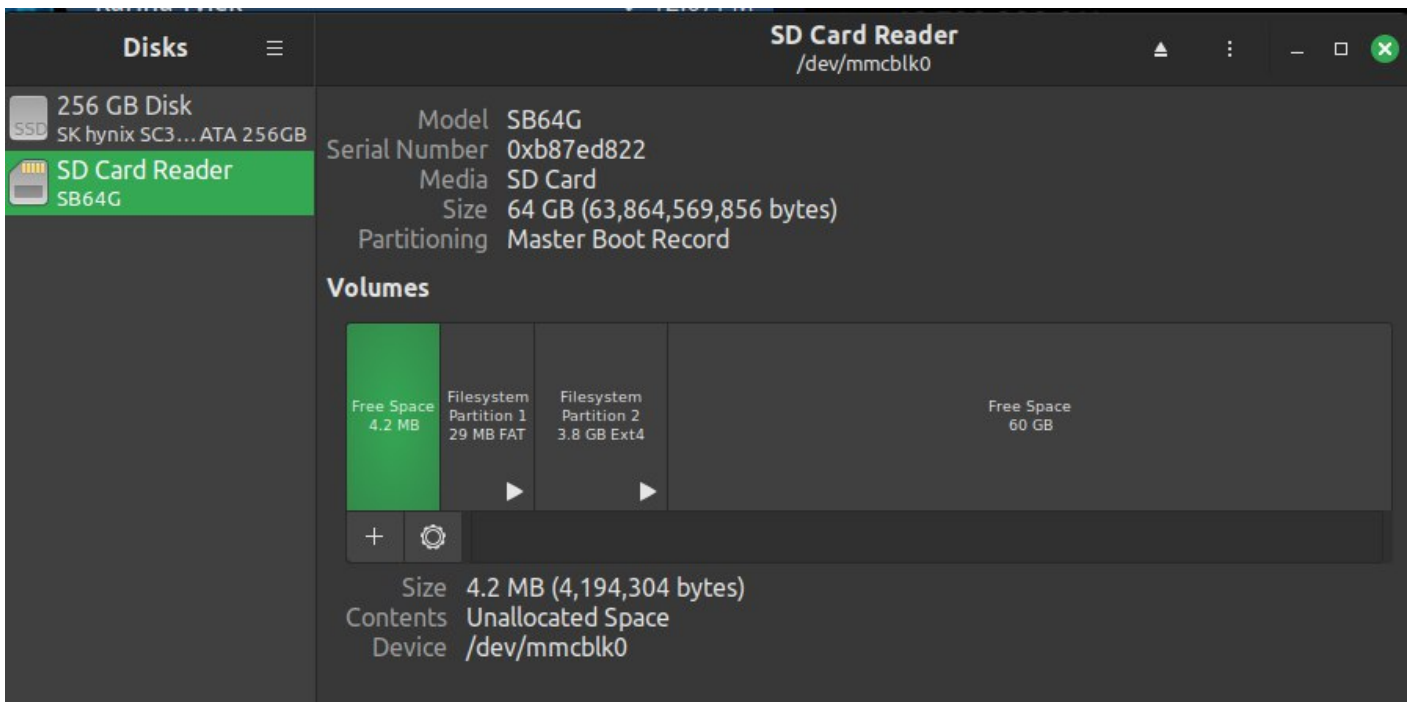 Disks
SD Card Reader
/dev/mmcblk0
256 GB Disk
SSD
SK hynix SC3... ATA 256GB
SD Card Reader
SB64G
Model SB64G
Serial Number 0xb87ed822
Media SD Card
Size 64 GB (63,864,569,856 bytes)
Partitioning Master Boot Record
Volumes
Free Space
4.2 MB
Filesystem
Partition 1
29 MB FAT
Filesystem
Partition 2
3.8 GB Ext4
Free Space
60 GB
Size 4.2 MB (4,194,304 bytes)
Contents Unallocated Space
Device /dev/mmcblk0